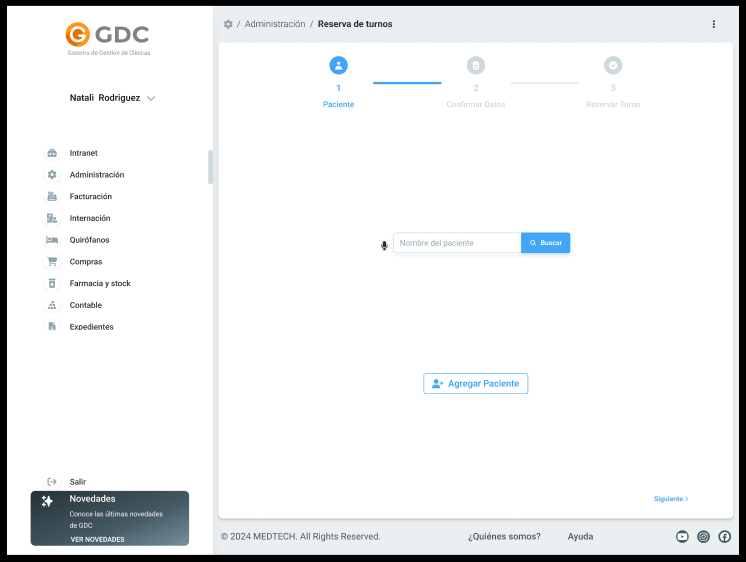 GDC
Sistema de Gestión de Clínicas
Natali Rodriguez
Intranet
Administración
Facturación
Internación
Quirófanos
Compras
Farmacia y stock
Contable
Expedientes
Salir
Novedades
Conoce las últimas novedades
de GDC
VER NOVEDADES
/ Administración / Reserva de turnos
1
Paciente
2
Confirmar Datos
3
Reservar Turno
Nombre del paciente
Buscar
Agregar Paciente
Siguiente >
© 2024 MEDTECH. All Rights Reserved.
¿Quiénes somos?
Ayuda